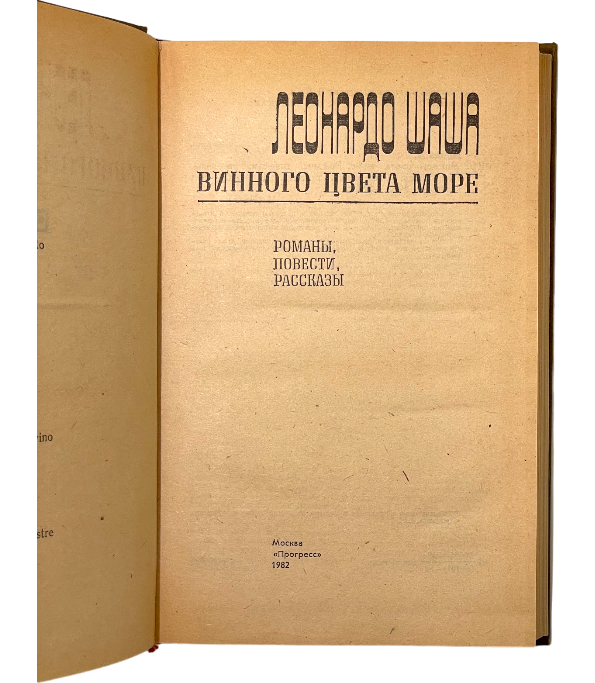 ЛЕОНАРДО ШАША
ВИННОГО ЦВЕТА МОРЕ
РОМАНЫ,
ПОВЕСТИ,
РАССКАЗЫ
Москва
«Прогресс»
1982